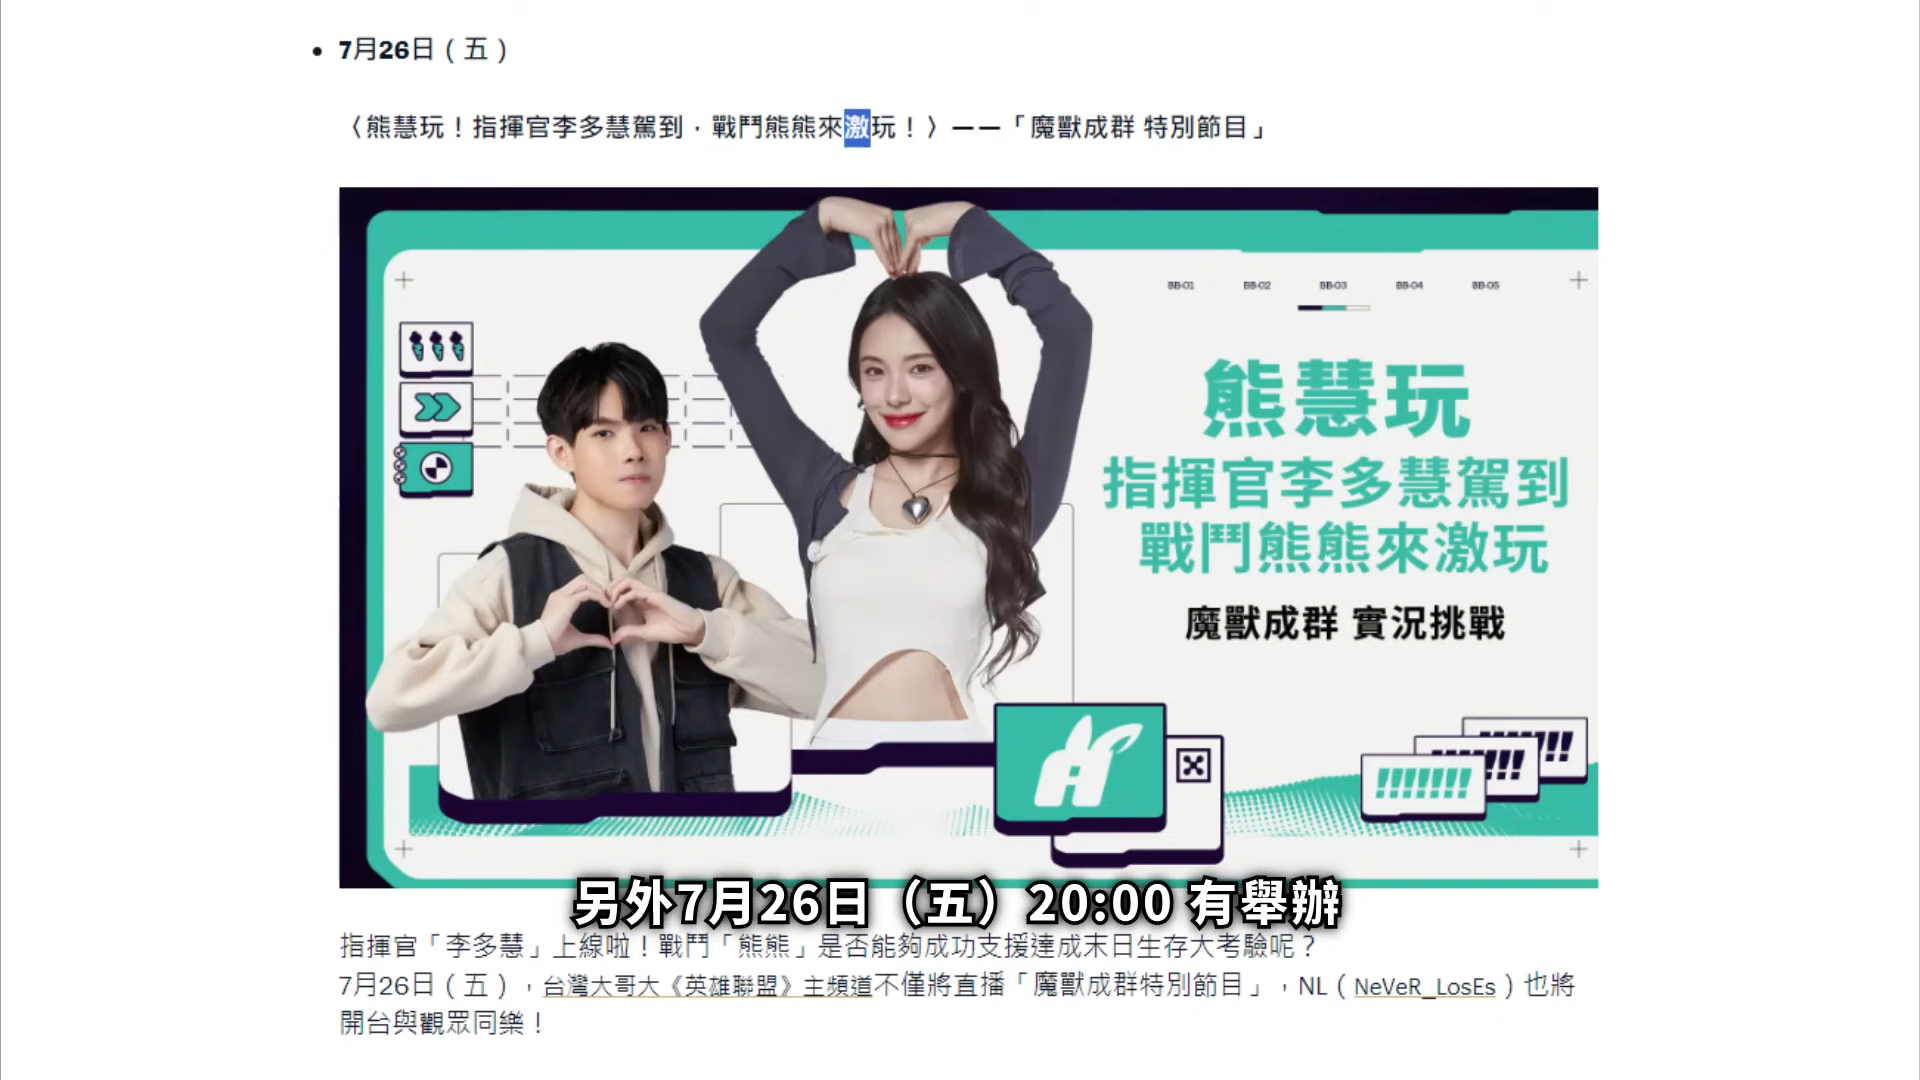 7月26日（五）
〈熊慧玩！指揮官李多慧駕到，戰鬥熊熊來激玩！〉——「魔獸成群 特別節目」
BB-01 BB-02 BB-03 BB-04 BB-05
熊慧玩
指揮官李多慧駕到
戰鬥熊熊來激玩
魔獸成群 實況挑戰
!!!!!!!
另外7月26日（五）20:00 有舉辦
指揮官「李多慧」上線啦！戰鬥「熊熊」是否能夠成功支援達成末日生存大考驗呢？
7月26日（五），台灣大哥大《英雄聯盟》主頻道不僅將直播「魔獸成群特別節目」，NL（NeVeR_LosEs）也將
開台與觀眾同樂！